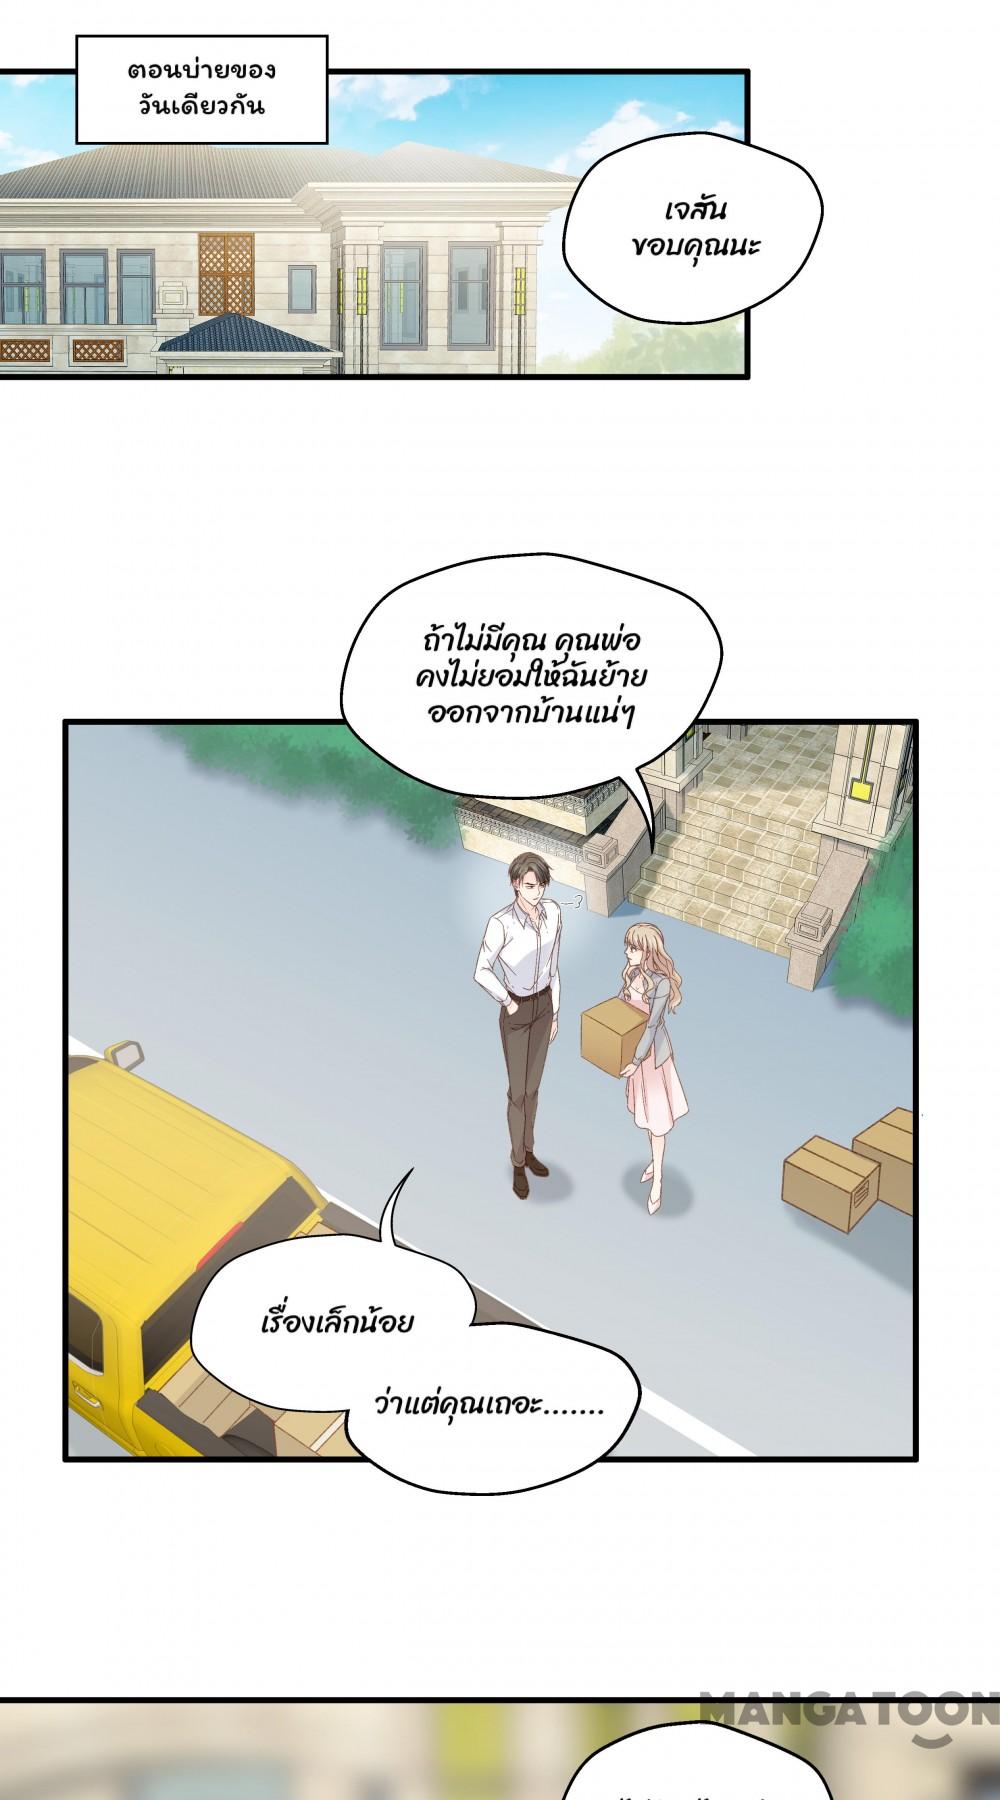 ตอนบ่ายของ
วันเดียวกัน
เจสัน
ขอบคุณนะ
ถ้าไม่มีคุณ คุณพ่อ
คงไม่ยอมให้ฉันย้าย
ออกจากบ้านแน่ๆ
เรื่องเล็กน้อย
ว่าแต่คุณเถอะ.......
MANGATOON